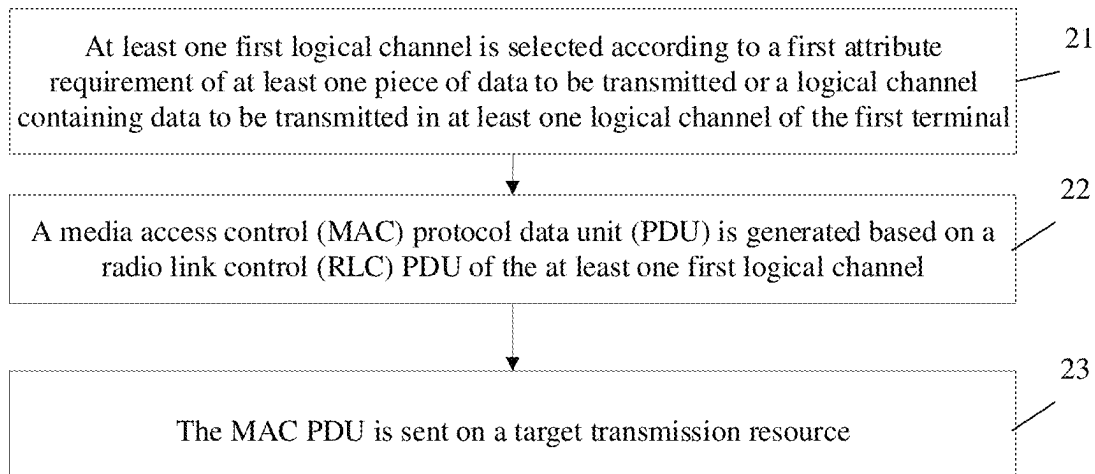 At least one first logical channel is selected according to a first attribute
requirement of at least one piece of data to be transmitted or a logical channel
containing data to be transmitted in at least one logical channel of the first terminal
21
A media access control (MAC) protocol data unit (PDU) is generated based on a
radio link control (RLC) PDU of the at least one first logical channel
22
The MAC PDU is sent on a target transmission resource
23